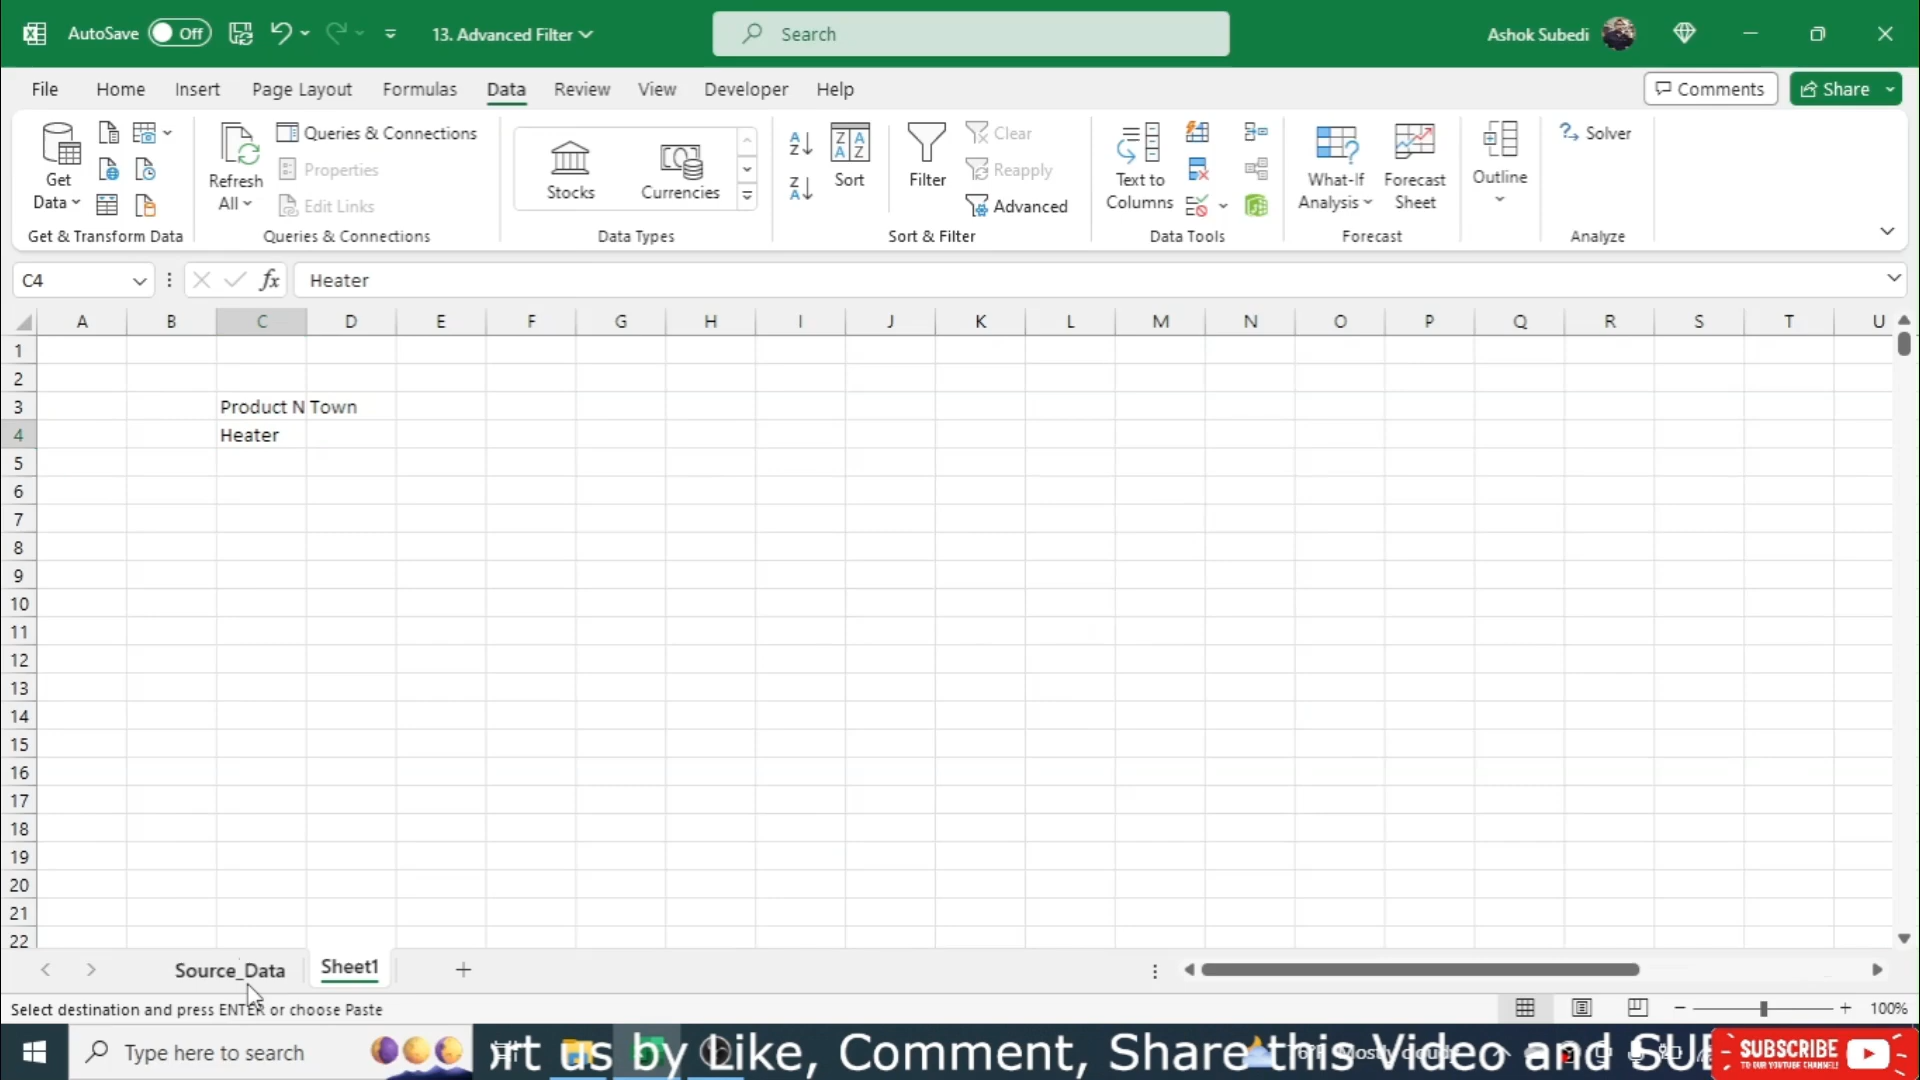 AutoSave Off 13. Advanced Filter Search Ashok Subedi
File Home Insert Page Layout Formulas Data Review View Developer Help Comments Share
Get Data
Refresh All
Queries & Connections
Properties
Edit Links
Stocks Currencies
Sort
Filter
Clear
Reapply
Advanced
Text to Columns
What-If Analysis
Forecast Sheet
Outline
Solver
Get & Transform Data Queries & Connections Data Types Sort & Filter Data Tools Forecast Analyze
C4 fx Heater
A B C D E F G H I J K L M N O P Q R S T U
1
2
3 Product N Town
4 Heater
5
6
7
8
9
10
11
12
13
14
15
16
17
18
19
20
21
22
Source_Data Sheet1
Select destination and press ENTER or choose Paste 100%
Type here to search
us by Like, Comment, Share this Video and
SUBSCRIBE
TO OUR YOUTUBE CHANNEL!